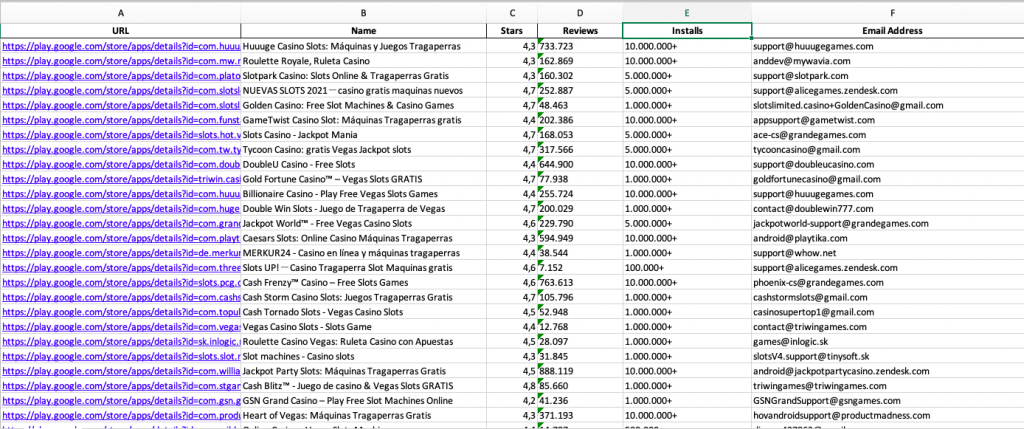 A B C D E F
URL Name Stars Reviews Installs Email Address
https://play.google.com/store/apps/details?id=com.huuu Huuuge Casino Slots: Máquinas y Juegos Tragaperras 4,3 733.723 10.000.000+ support@huuugegames.com
https://play.google.com/store/apps/details?id=com.mw.r Roulette Royale, Ruleta Casino 4,3 162.869 10.000.000+ anddev@mywavia.com
https://play.google.com/store/apps/details?id=com.plato Slotpark Casino: Slots Online & Tragaperras Gratis 4,3 160.302 5.000.000+ support@slotpark.com
https://play.google.com/store/apps/details?id=com.slotsl NUEVAS SLOTS 2021－casino gratis maquinas nuevos 4,7 252.887 5.000.000+ support@alicegames.zendesk.com
https://play.google.com/store/apps/details?id=com.slotsl Golden Casino: Free Slot Machines & Casino Games 4,7 48.463 1.000.000+ slotslimited.casino+GoldenCasino@gmail.com
https://play.google.com/store/apps/details?id=com.funst GameTwist Casino Slot: Máquinas Tragaperras gratis 4,4 202.386 10.000.000+ appsupport@gametwist.com
https://play.google.com/store/apps/details?id=slots.hot.v Slots Casino - Jackpot Mania 4,7 168.053 5.000.000+ ace-cs@grandegames.com
https://play.google.com/store/apps/details?id=com.tw.ty Tycoon Casino: gratis Vegas Jackpot slots 4,7 317.566 5.000.000+ tycooncasino@gmail.com
https://play.google.com/store/apps/details?id=com.doub DoubleU Casino - Free Slots 4,4 644.900 10.000.000+ support@doubleucasino.com
https://play.google.com/store/apps/details?id=triwin.casi Gold Fortune Casino™ – Vegas Slots GRATIS 4,7 77.938 1.000.000+ goldfortunecasino@gmail.com
https://play.google.com/store/apps/details?id=com.huuu Billionaire Casino - Play Free Vegas Slots Games 4,4 255.724 10.000.000+ support@huuugegames.com
https://play.google.com/store/apps/details?id=com.huge Double Win Slots - Juego de Tragaperra de Vegas 4,7 200.029 1.000.000+ contact@doublewin777.com
https://play.google.com/store/apps/details?id=com.gran Jackpot World™ - Free Vegas Casino Slots 4,6 229.790 5.000.000+ jackpotworld-support@grandegames.com
https://play.google.com/store/apps/details?id=com.playt Caesars Slots: Online Casino Máquinas Tragaperras 4,3 594.949 10.000.000+ android@playtika.com
https://play.google.com/store/apps/details?id=de.merkur MERKUR24 - Casino en línea y máquinas tragaperras 4,4 38.544 1.000.000+ support@whow.net
https://play.google.com/store/apps/details?id=com.three Slots UP!－Casino Tragaperra Slot Maquinas gratis 4,6 7.152 100.000+ support@alicegames.zendesk.com
https://play.google.com/store/apps/details?id=slots.pcg.c Cash Frenzy™ Casino – Free Slots Games 4,6 763.613 10.000.000+ phoenix-cs@grandegames.com
https://play.google.com/store/apps/details?id=com.cashs Cash Storm Casino Slots: Juegos Tragaperras Gratis 4,7 105.796 1.000.000+ cashstormslots@gmail.com
https://play.google.com/store/apps/details?id=com.topul Cash Tornado Slots - Vegas Casino Slots 4,5 52.948 1.000.000+ casinosupertop1@gmail.com
https://play.google.com/store/apps/details?id=com.vega Vegas Casino Slots - Slots Game 4,4 12.768 1.000.000+ contact@triwingames.com
https://play.google.com/store/apps/details?id=sk.inlogic. Roulette Casino Vegas: Ruleta Casino con Apuestas 4,5 28.097 1.000.000+ games@inlogic.sk
https://play.google.com/store/apps/details?id=slots.slot.r Slot machines - Casino slots 4,3 31.845 1.000.000+ slotsV4.support@tinysoft.sk
https://play.google.com/store/apps/details?id=com.willia Jackpot Party Slots: Máquinas Tragaperras Gratis 4,5 888.119 10.000.000+ android@jackpotpartycasino.zendesk.com
https://play.google.com/store/apps/details?id=com.stgar Cash Blitz™ - Juego de casino & Vegas Slots GRATIS 4,8 85.660 1.000.000+ triwingames@triwingames.com
https://play.google.com/store/apps/details?id=com.gsn.g GSN Grand Casino – Play Free Slot Machines Online 4,2 41.236 1.000.000+ GSNGrandSupport@gsngames.com
https://play.google.com/store/apps/details?id=com.produ Heart of Vegas: Máquinas Tragaperras Gratis 4,3 371.193 10.000.000+ hovandroidsupport@productmadness.com